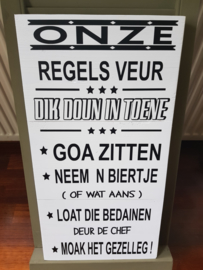 ONZE
REGELS VEUR
DIK DOUN IN TOENE
GOA ZITTEN
NEEM N BIERTJE
( OF WAT AANS )
LOAT DIE BEDAINEN
DEUR DE CHEF
MOAK HET GEZELLEG !